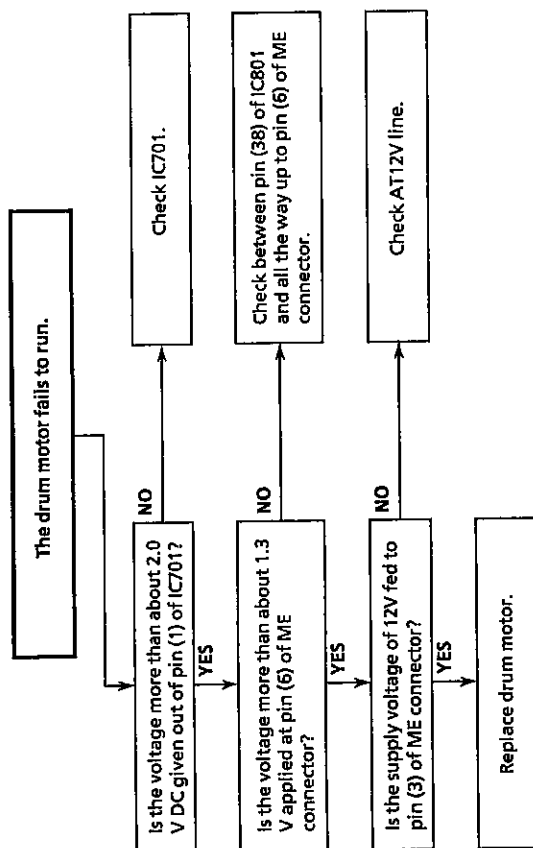 The drum motor fails to run.
Is the voltage more than about 2.0
V DC given out of pin (1) of IC701?
NO
Check IC701.
YES
Is the voltage more than about 1.3
V applied at pin (6) of ME
connector?
NO
Check between pin (38) of IC801
and all the way up to pin (6) of ME
connector.
YES
Is the supply voltage of 12V fed to
pin (3) of ME connector?
NO
Check AT12V line.
YES
Replace drum motor.